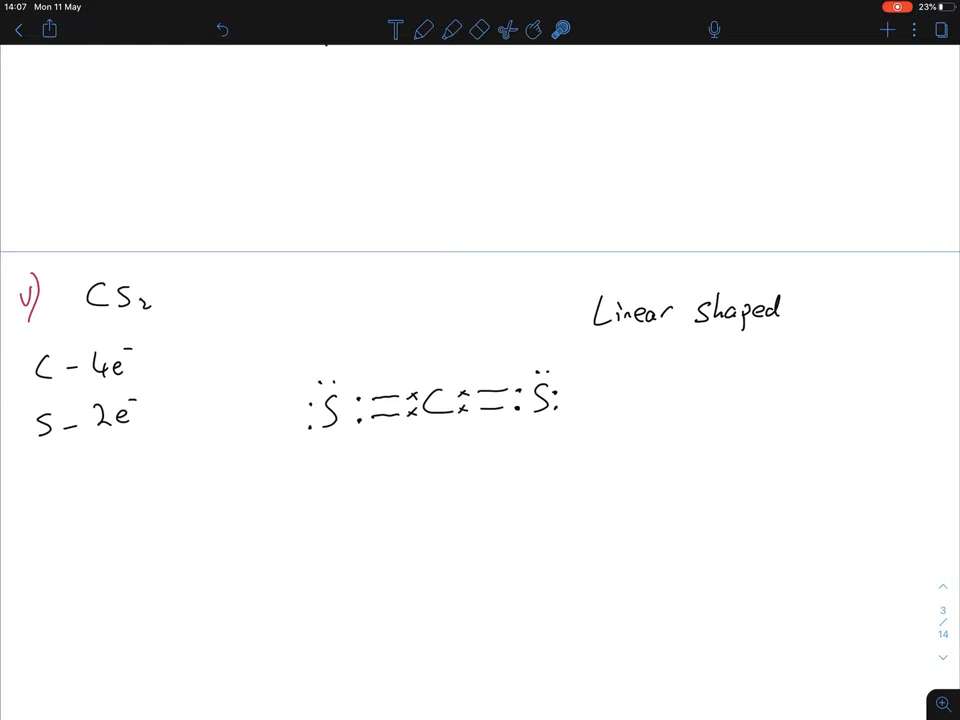 14:07 Mon 11 May
23%
T
v) CS₂
Linear shaped
C - 4e⁻
S - 2e⁻
:S̈:=××C××=:S̈:
3
/
14